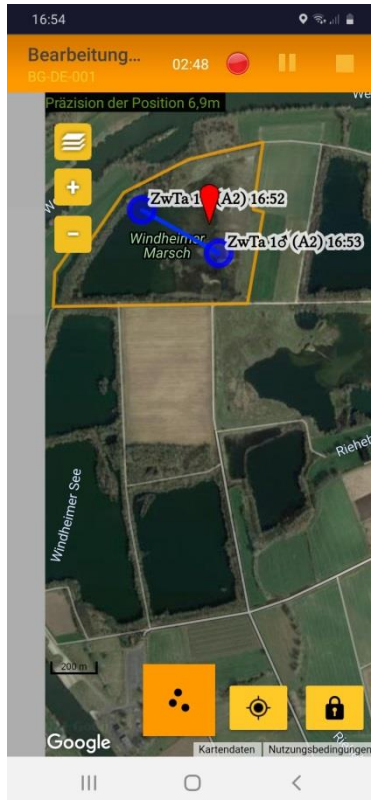 16:54
Bearbeitung...
BG-DE-001
02:48
Präzision der Position 6,9m
+
-
ZwTa 1 (A2) 16:52
Windheimer
Marsch
ZwTa 1♂ (A2) 16:53
Windheimer See
200 m
Google
Kartendaten
Nutzungsbedingungen